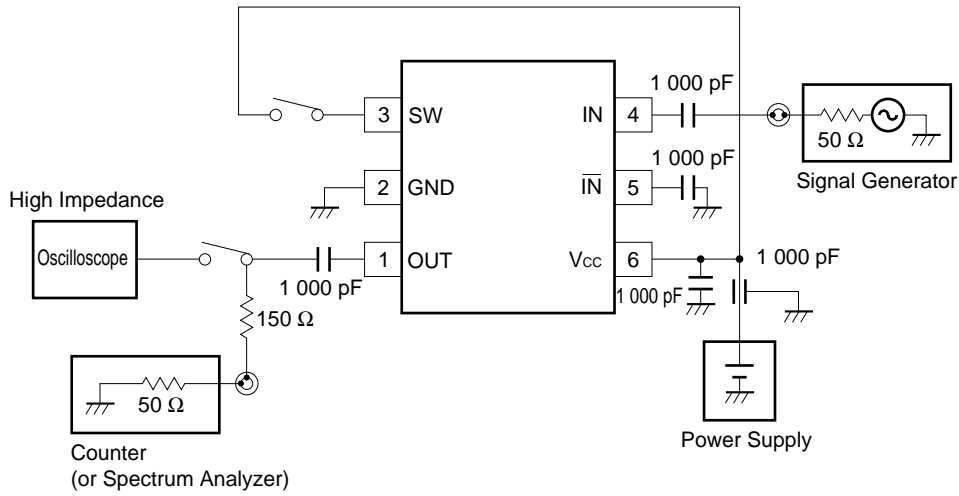 1 000 pF
3 SW IN 4
50 Ω
1 000 pF
2 GND IN 5
Signal Generator
High Impedance
Oscilloscope
1 OUT VCC 6
1 000 pF
1 000 pF
1 000 pF
150 Ω
50 Ω
Power Supply
Counter
(or Spectrum Analyzer)